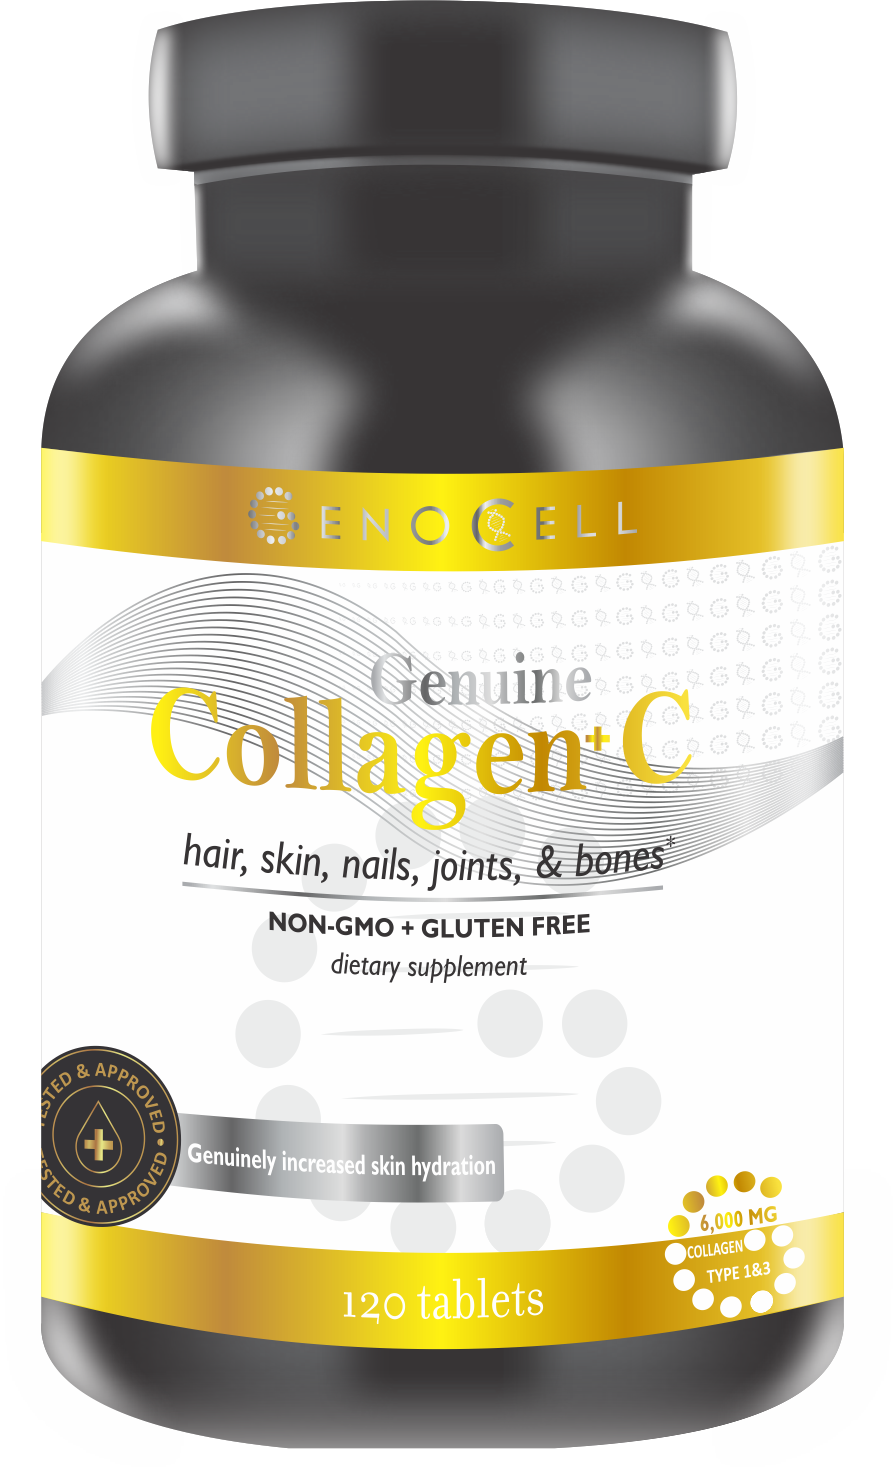 GENOCELL
Genuine
Collagen+C
hair, skin, nails, joints, & bones*
NON-GMO + GLUTEN FREE
dietary supplement
TESTED & APPROVED •
TESTED & APPROVED •
Genuinely increased skin hydration
6,000 MG
COLLAGEN
TYPE 1&3
120 tablets